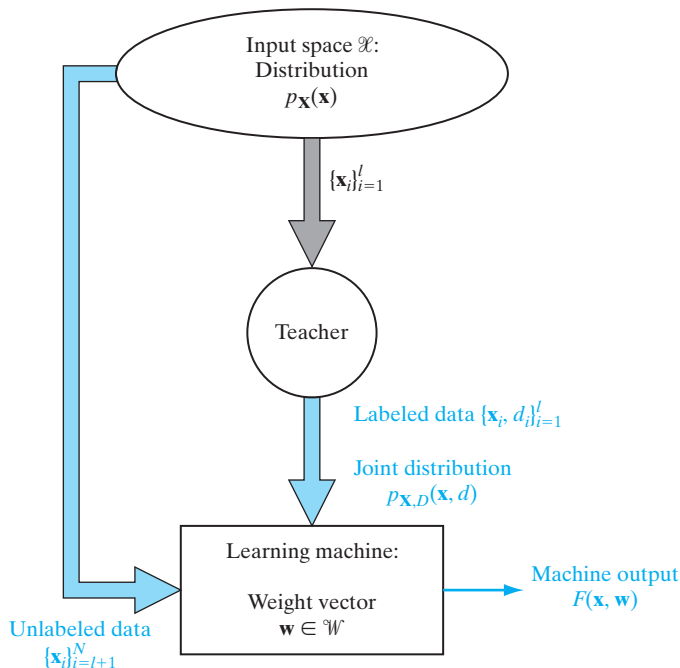 Input space 𝒳:
Distribution
p_𝐗(𝐱)
{𝐱_i}_{i=1}^l
Teacher
Labeled data {𝐱_i, d_i}_{i=1}^l
Joint distribution
p_{𝐗,D}(𝐱, d)
Learning machine:
Weight vector
𝐰 ∈ 𝒲
Machine output
F(𝐱, 𝐰)
Unlabeled data
{𝐱_i}_{i=l+1}^N